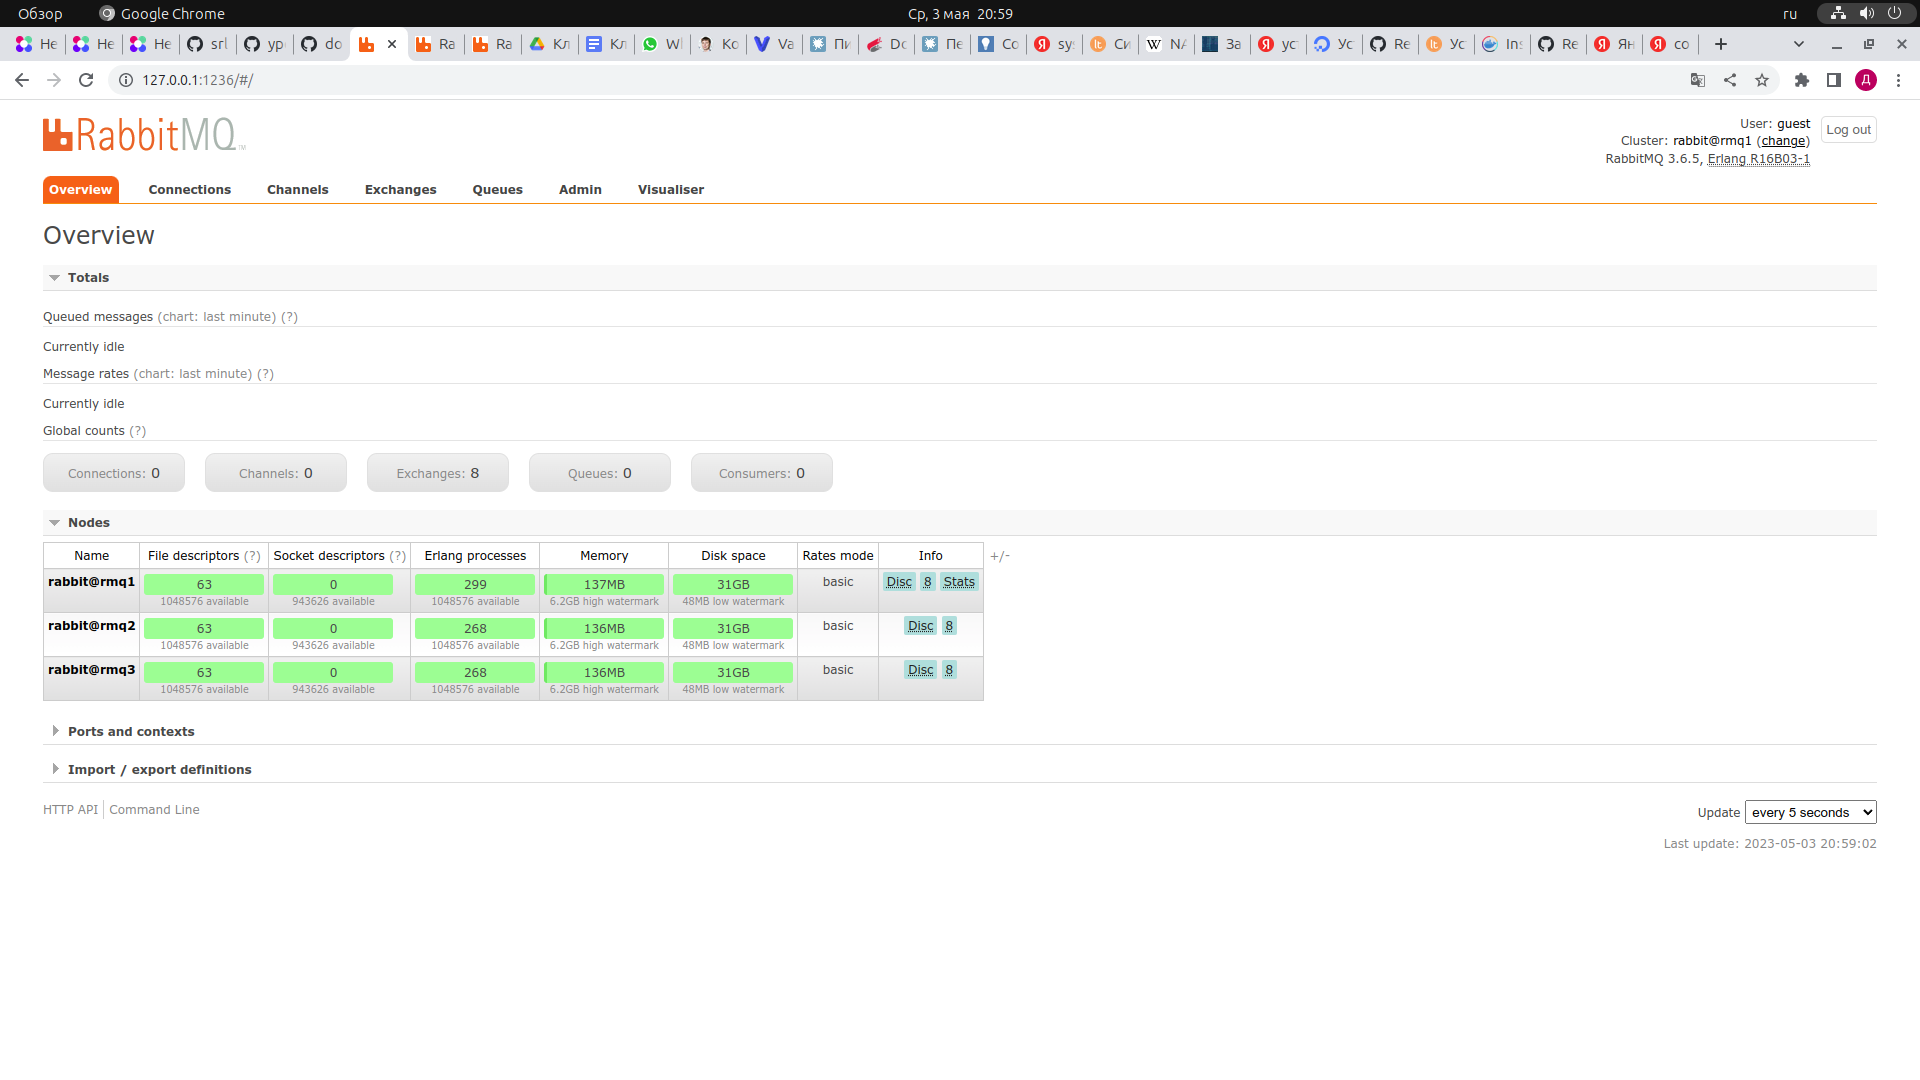 Обзор Google Chrome Ср, 3 мая 20:59 ru
He He He srl yp do Ra Ra Кл Кл Wl Ko Va Пи Do Пе Co sy Си NA За ус Ус Re Ус In Re Ян co
127.0.0.1:1236/#/ Д
RabbitMQ™
User: guest Log out
Cluster: rabbit@rmq1 (change)
RabbitMQ 3.6.5, Erlang R16B03-1
Overview Connections Channels Exchanges Queues Admin Visualiser
Overview
Totals
Queued messages (chart: last minute) (?)
Currently idle
Message rates (chart: last minute) (?)
Currently idle
Global counts (?)
Connections: 0 Channels: 0 Exchanges: 8 Queues: 0 Consumers: 0
Nodes
Name File descriptors (?) Socket descriptors (?) Erlang processes Memory Disk space Rates mode Info +/-
rabbit@rmq1 63 0 299 137MB 31GB basic Disc 8 Stats
1048576 available 943626 available 1048576 available 6.2GB high watermark 48MB low watermark
rabbit@rmq2 63 0 268 136MB 31GB basic Disc 8
1048576 available 943626 available 1048576 available 6.2GB high watermark 48MB low watermark
rabbit@rmq3 63 0 268 136MB 31GB basic Disc 8
1048576 available 943626 available 1048576 available 6.2GB high watermark 48MB low watermark
Ports and contexts
Import / export definitions
HTTP API Command Line
Update every 5 seconds
Last update: 2023-05-03 20:59:02